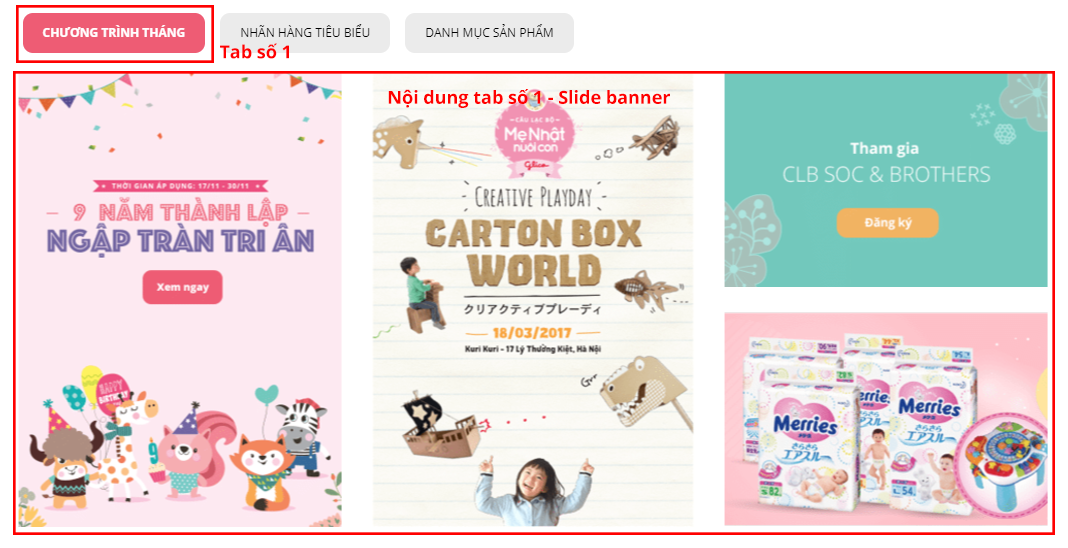 CHƯƠNG TRÌNH THÁNG
NHÃN HÀNG TIÊU BIỂU
DANH MỤC SẢN PHẨM
Tab số 1
Nội dung tab số 1 - Slide banner
THỜI GIAN ÁP DỤNG: 17/11 - 30/11
9 NĂM THÀNH LẬP
NGẬP TRÀN TRI ÂN
Xem ngay
HAPPY
BIRTHDAY
9
CÂU LẠC BỘ
Mẹ Nhật
nuôi con
Glico
CREATIVE PLAYDAY
CARTON BOX
WORLD
クリアクティブプレーディ
18/03/2017
Kuri Kuri - 17 Lý Thường Kiệt, Hà Nội
Grr
Tham gia
CLB SOC & BROTHERS
Đăng ký
Merries
さらさら
エアスルー
S 82
Merries
さらさら
エアスルー
L 54